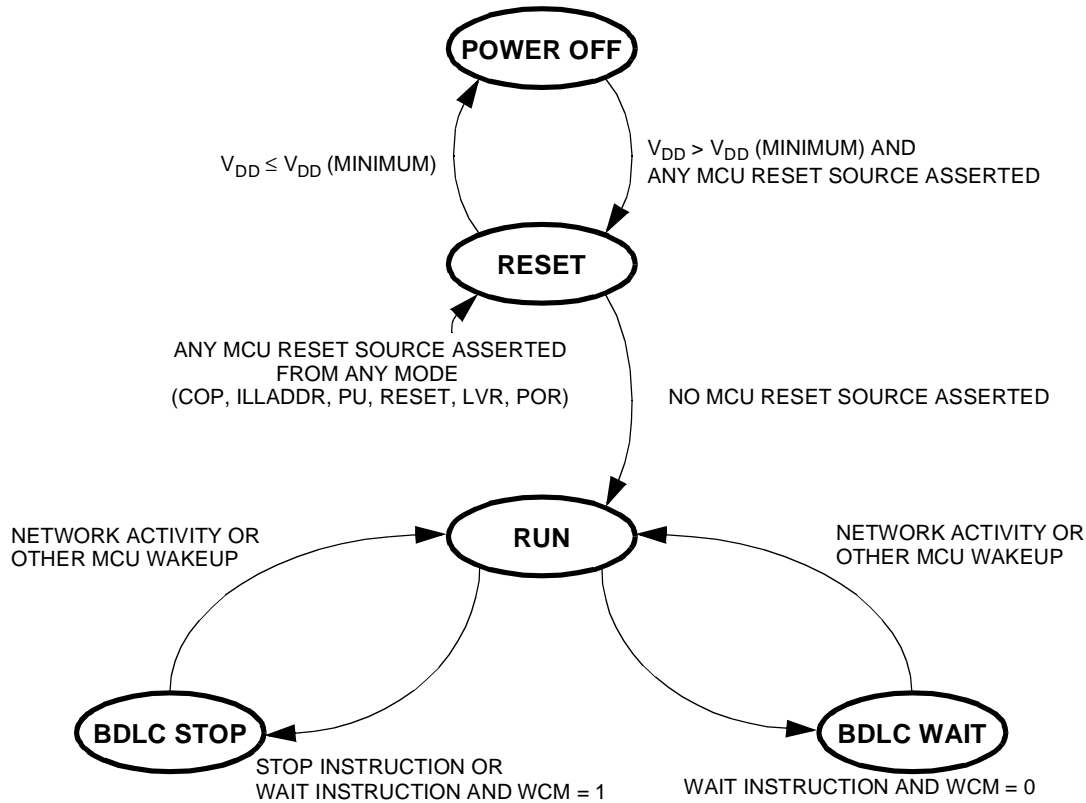 POWER OFF
V_DD ≤ V_DD (MINIMUM)
V_DD > V_DD (MINIMUM) AND
ANY MCU RESET SOURCE ASSERTED
RESET
ANY MCU RESET SOURCE ASSERTED
FROM ANY MODE
(COP, ILLADDR, PU, RESET, LVR, POR)
NO MCU RESET SOURCE ASSERTED
NETWORK ACTIVITY OR
OTHER MCU WAKEUP
RUN
NETWORK ACTIVITY OR
OTHER MCU WAKEUP
BDLC STOP
BDLC WAIT
STOP INSTRUCTION OR
WAIT INSTRUCTION AND WCM = 1
WAIT INSTRUCTION AND WCM = 0